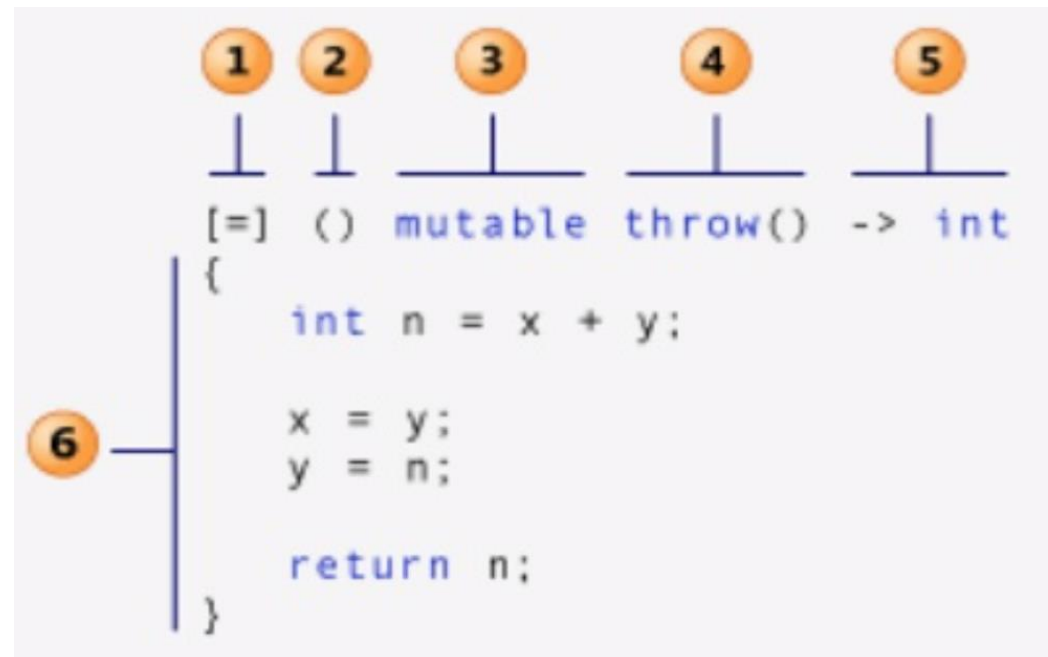 1 2 3 4 5
[=] () mutable throw() -> int
{
int n = x + y;
x = y;
6
y = n;
return n;
}